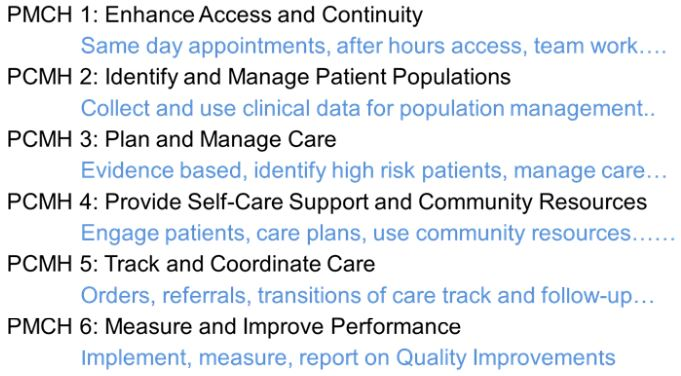 PMCH 1: Enhance Access and Continuity
Same day appointments, after hours access, team work....
PCMH 2: Identify and Manage Patient Populations
Collect and use clinical data for population management..
PCMH 3: Plan and Manage Care
Evidence based, identify high risk patients, manage care...
PCMH 4: Provide Self-Care Support and Community Resources
Engage patients, care plans, use community resources......
PCMH 5: Track and Coordinate Care
Orders, referrals, transitions of care track and follow-up...
PMCH 6: Measure and Improve Performance
Implement, measure, report on Quality Improvements